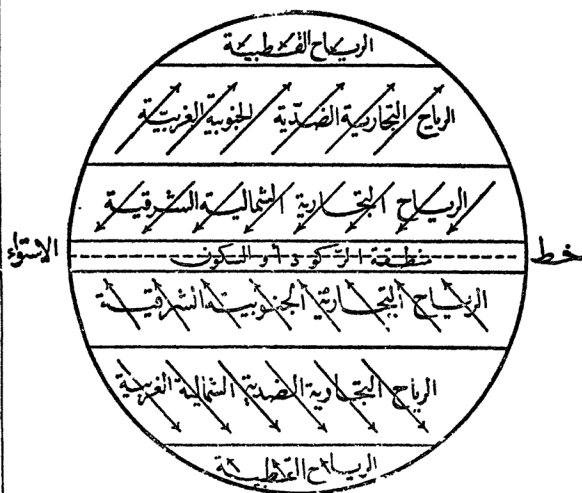 الرياح القطبية
الرياح التجارية الضدية الجنوبية الغربية
الرياح التجارية الشمالية الشرقية
خط منطقة الركود أو السكون الاستواء
الرياح التجارية الجنوبية الشرقية
الرياح التجارية الضدية الشمالية الغربية
الرياح القطبية